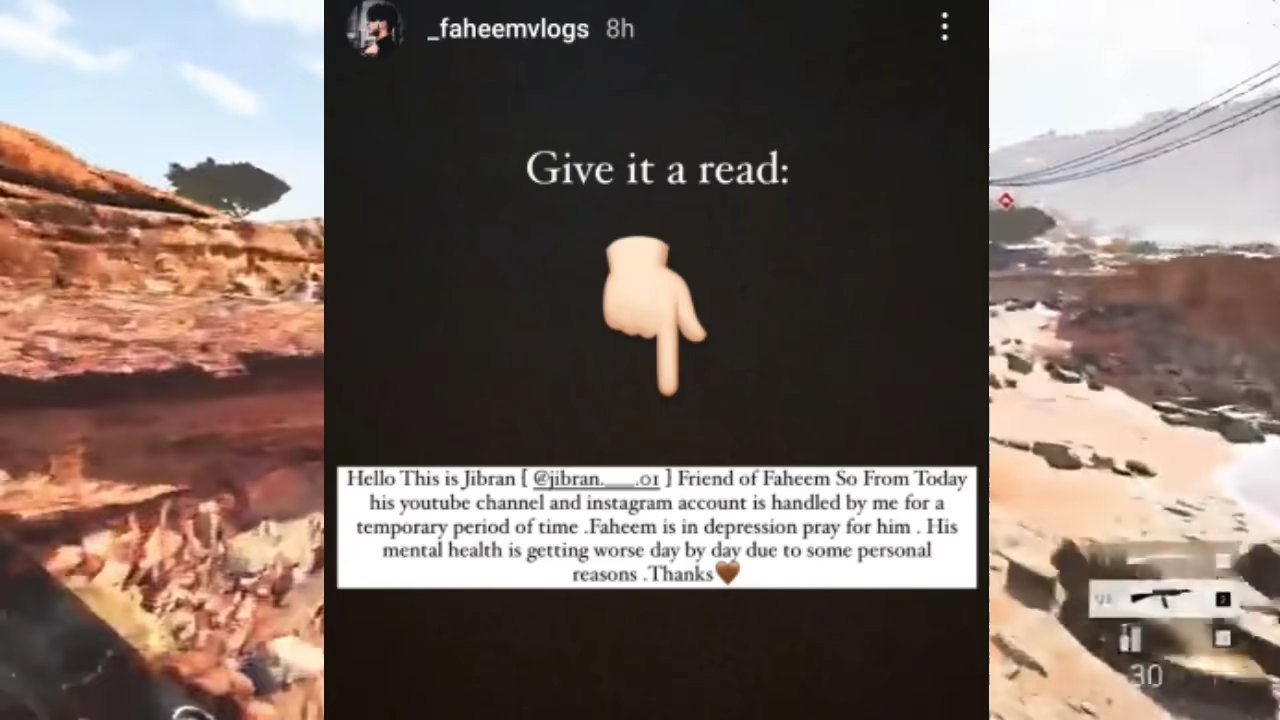 _faheemvlogs 8h
Give it a read:
Hello This is Jibran [ @jibran.___.01 ] Friend of Faheem So From Today
his youtube channel and instagram account is handled by me for a
temporary period of time .Faheem is in depression pray for him . His
mental health is getting worse day by day due to some personal
reasons .Thanks🤎
30